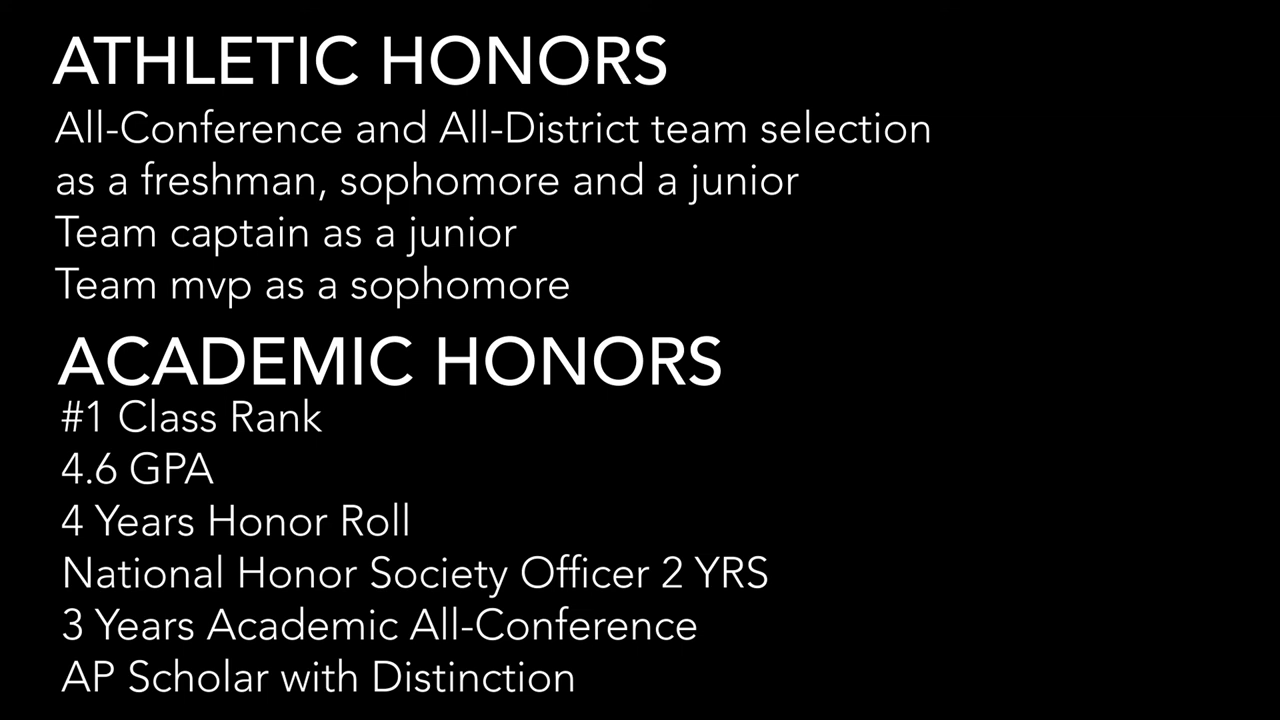 ATHLETIC HONORS
All-Conference and All-District team selection
as a freshman, sophomore and a junior
Team captain as a junior
Team mvp as a sophomore
ACADEMIC HONORS
#1 Class Rank
4.6 GPA
4 Years Honor Roll
National Honor Society Officer 2 YRS
3 Years Academic All-Conference
AP Scholar with Distinction